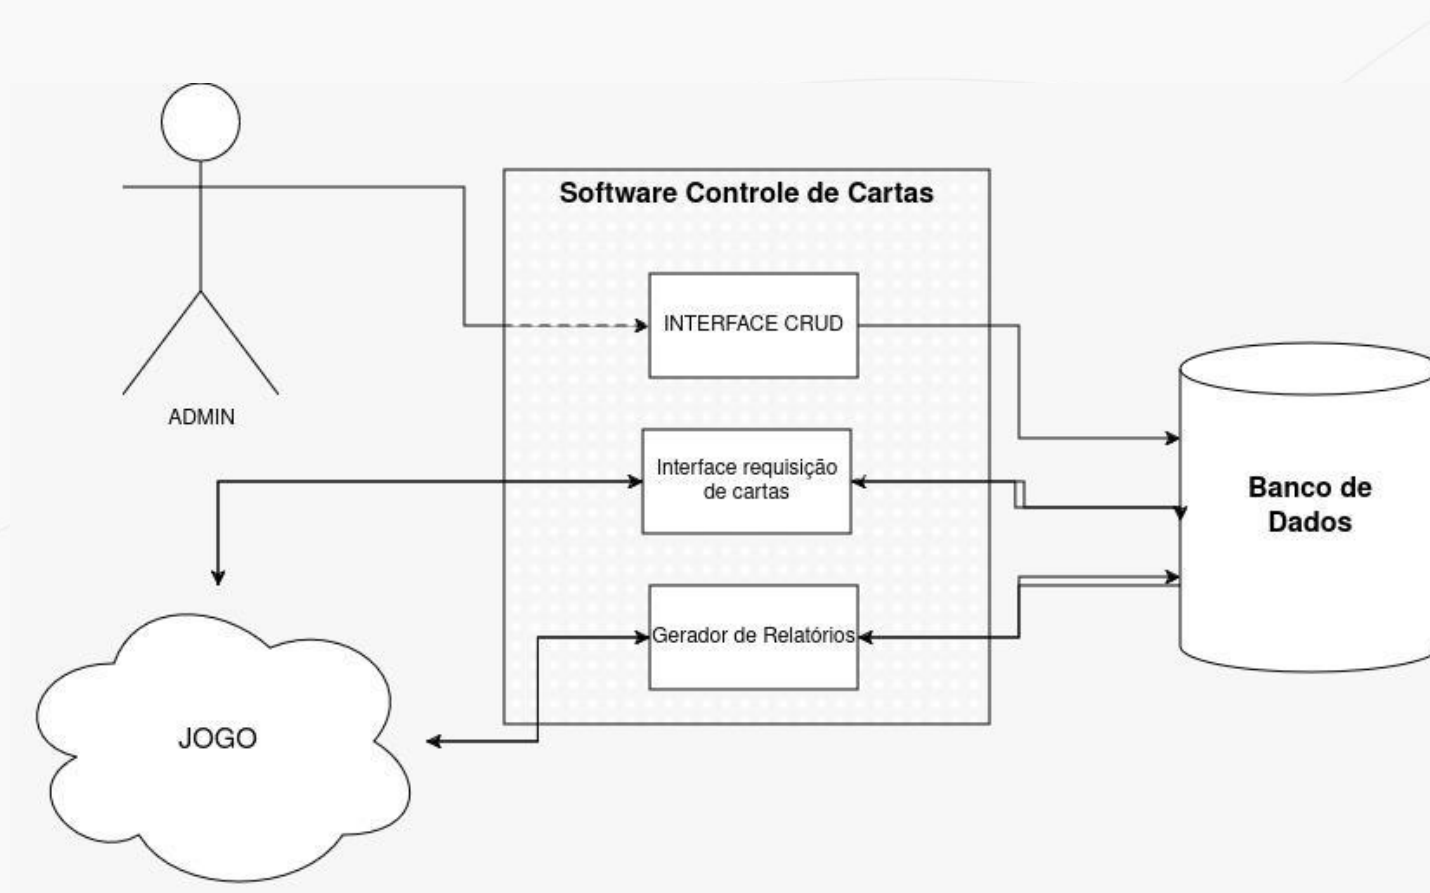 Software Controle de Cartas
INTERFACE CRUD
ADMIN
Interface requisição
de cartas
Banco de
Dados
Gerador de Relatórios
JOGO